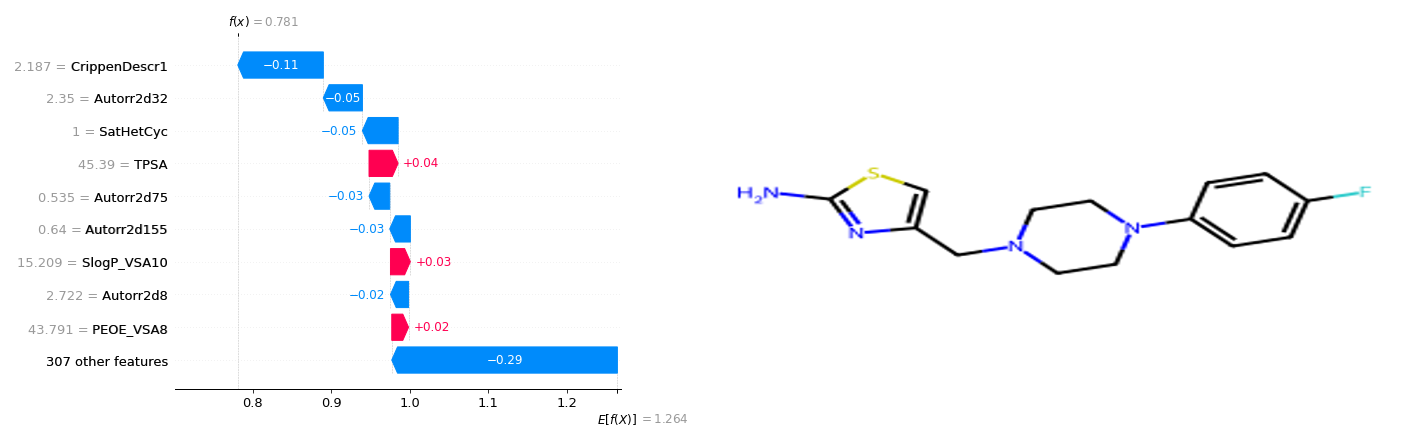 f(x) = 0.781
2.187 = CrippenDescr1
−0.11
2.35 = Autorr2d32
−0.05
1 = SatHetCyc
−0.05
45.39 = TPSA
+0.04
0.535 = Autorr2d75
−0.03
0.64 = Autorr2d155
−0.03
15.209 = SlogP_VSA10
+0.03
2.722 = Autorr2d8
−0.02
43.791 = PEOE_VSA8
+0.02
307 other features
−0.29
0.8 0.9 1.0 1.1 1.2
E[f(X)] = 1.264
S
H2N
N
N
N
F